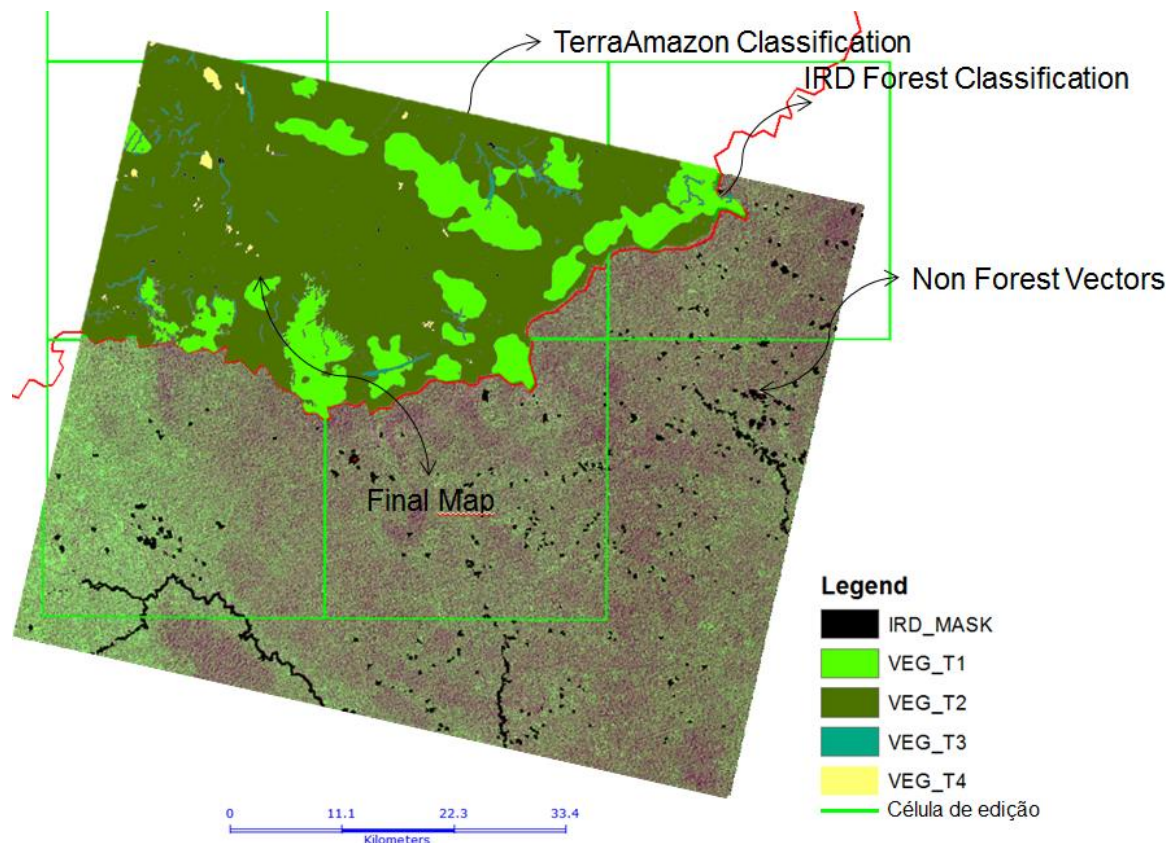 TerraAmazon Classification
IRD Forest Classification
Non Forest Vectors
Final Map
Legend
IRD_MASK
VEG_T1
VEG_T2
VEG_T3
VEG_T4
Célula de edição
0 11.1 22.3 33.4
Kilometers